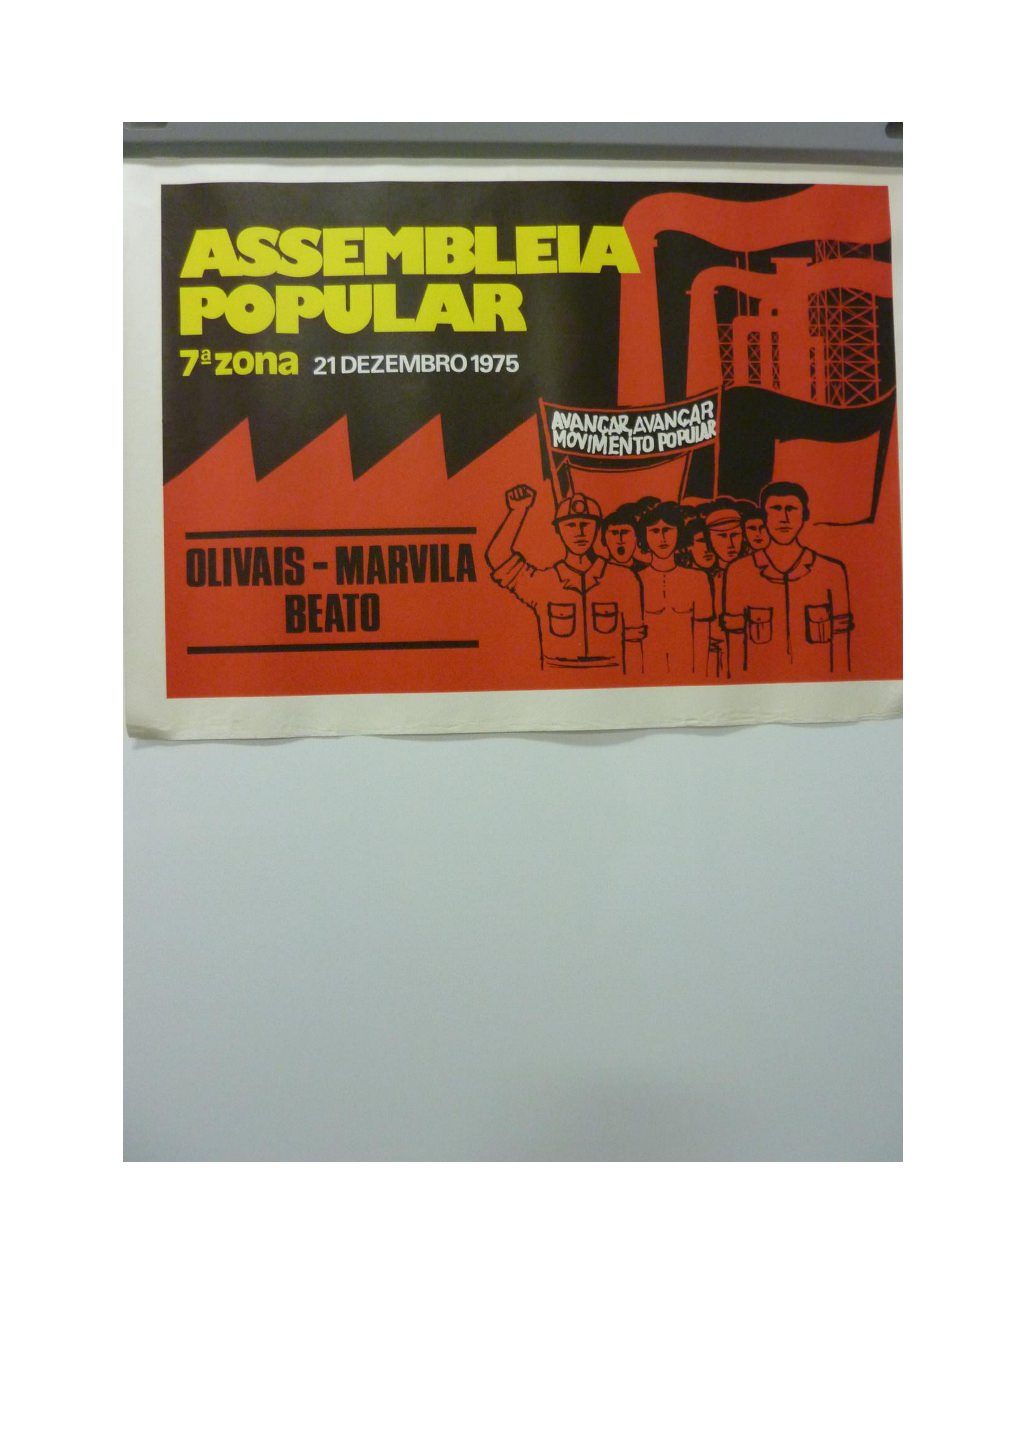 ASSEMBLEIA
POPULAR
7ª zona 21 DEZEMBRO 1975
AVANÇAR, AVANÇAR
MOVIMENTO POPULAR
OLIVAIS - MARVILA
BEATO